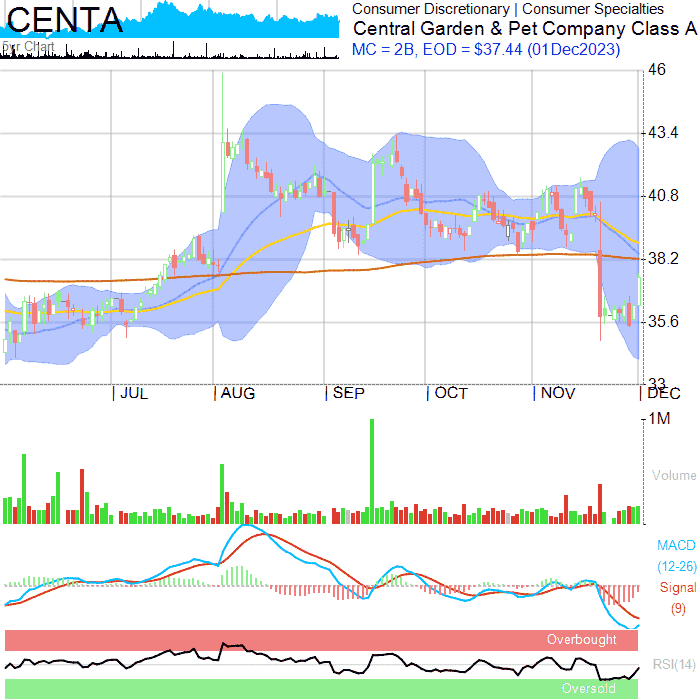 CENTA
Consumer Discretionary | Consumer Specialties
Central Garden & Pet Company Class A
MC = 2B, EOD = $37.44 (01Dec2023)
5yr Chart
46
43.4
40.8
38.2
35.6
33
JUL
AUG
SEP
OCT
NOV
DEC
1M
Volume
MACD
(12-26)
Signal
(9)
Overbought
RSI(14)
Oversold